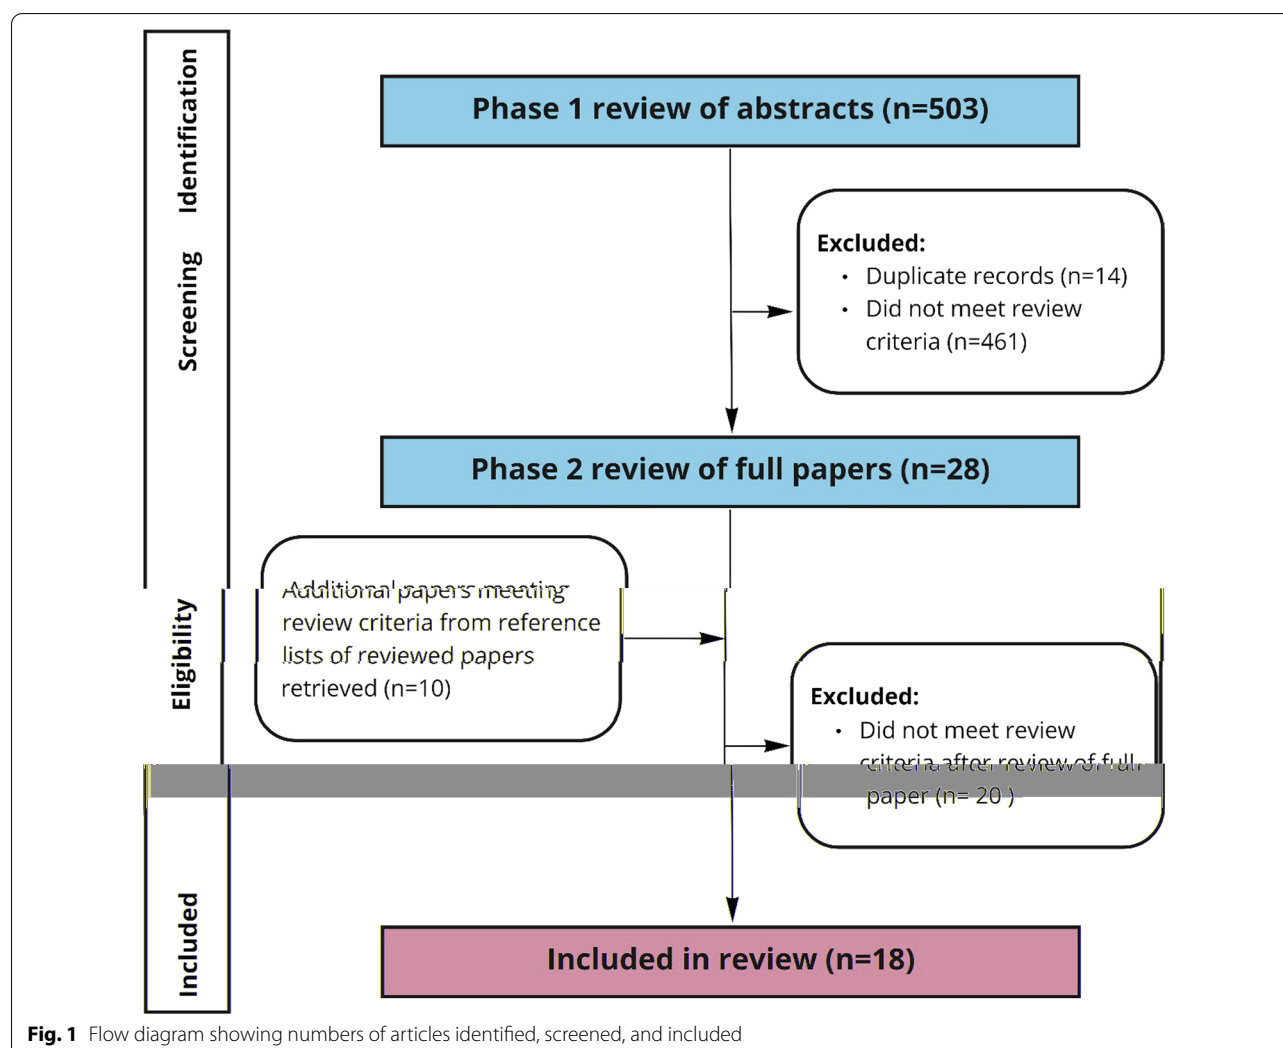 Identification
Phase 1 review of abstracts (n=503)
Screening
Excluded:
• Duplicate records (n=14)
• Did not meet review
criteria (n=461)
Phase 2 review of full papers (n=28)
Eligibility
Additional papers meeting
review criteria from reference
lists of reviewed papers
retrieved (n=10)
Excluded:
• Did not meet review
criteria after review of full
paper (n= 20 )
Included
Included in review (n=18)
Fig. 1 Flow diagram showing numbers of articles identified, screened, and included